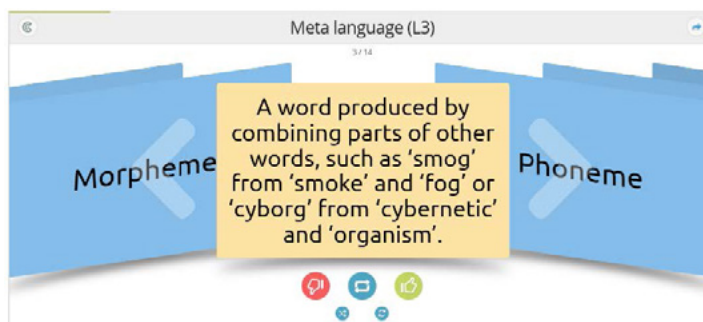 Meta language (L3)
3 / 14
Morpheme
A word produced by
combining parts of other
words, such as ‘smog’
from ‘smoke’ and ‘fog’ or
‘cyborg’ from ‘cybernetic’
and ‘organism’.
Phoneme